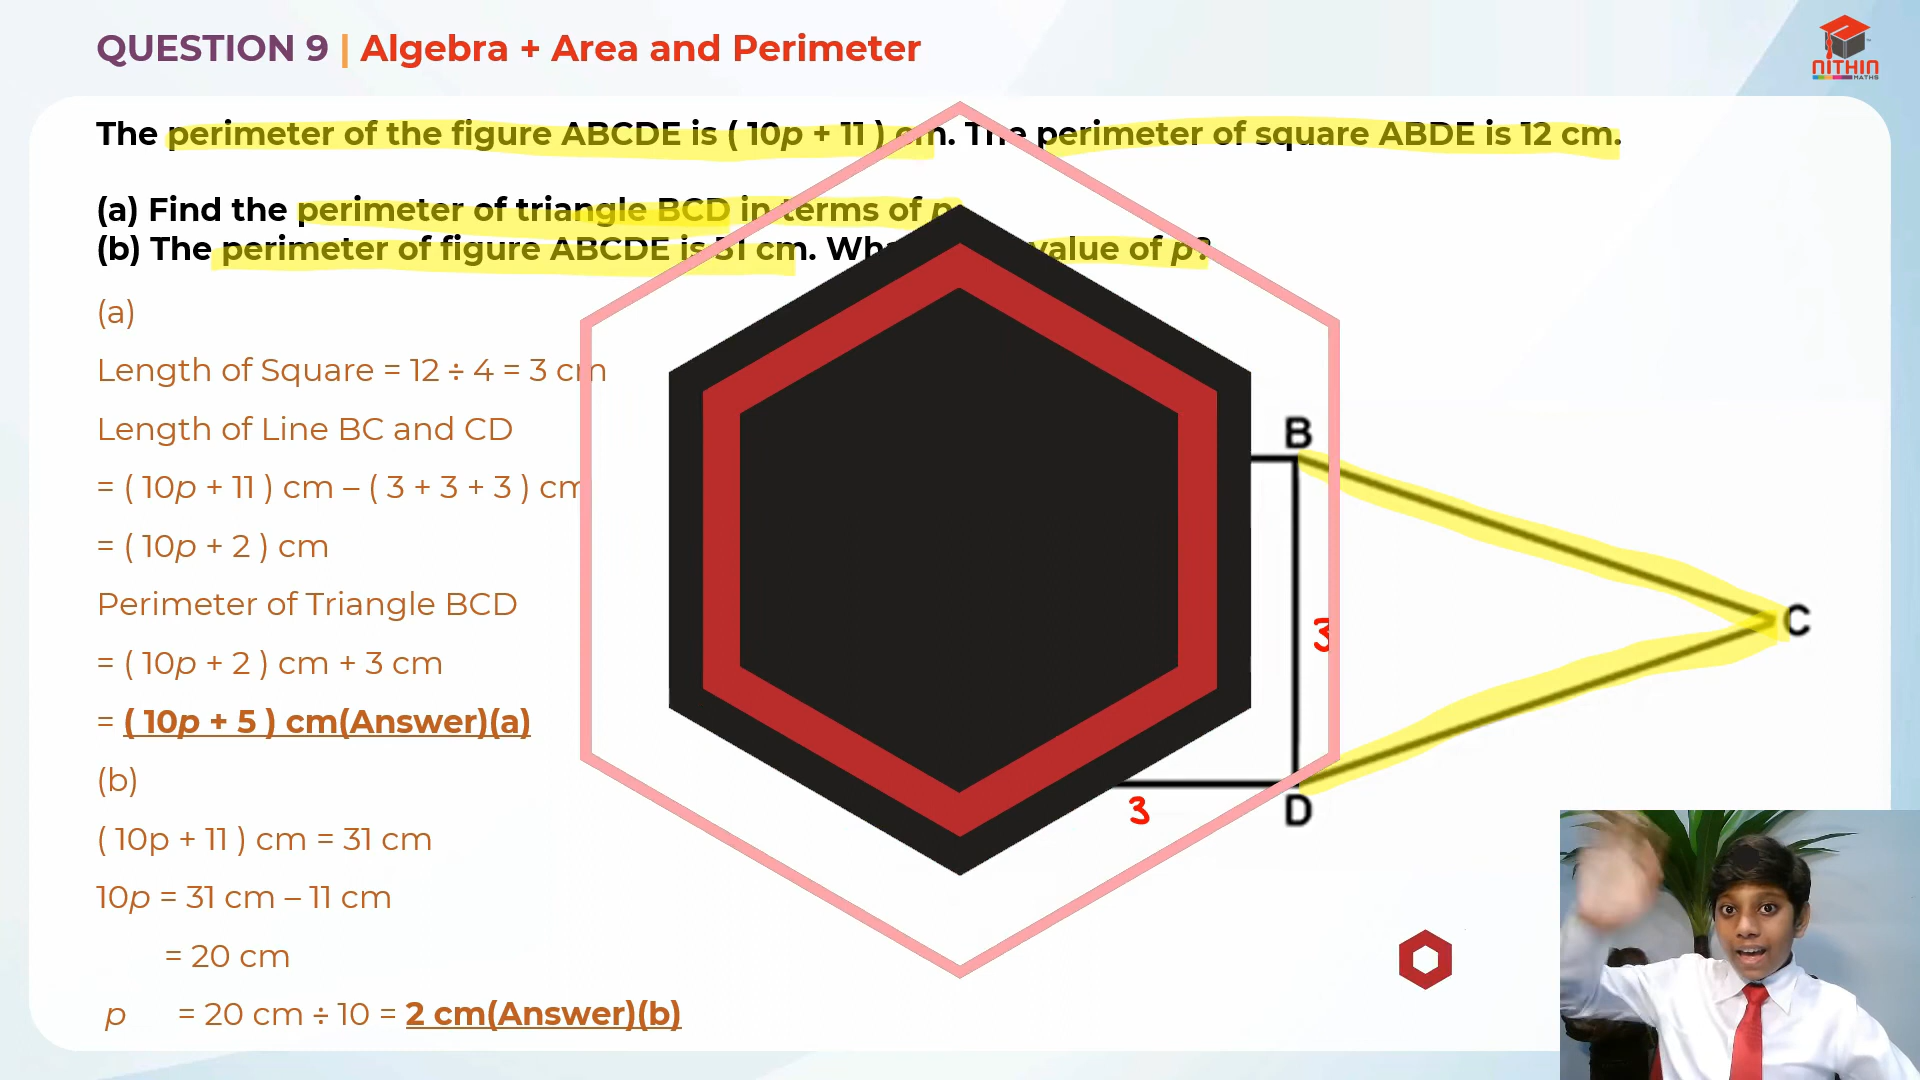 QUESTION 9 | Algebra + Area and Perimeter
NITHIN
MATHS
The perimeter of the figure ABCDE is ( 10p + 11 ) cm. The perimeter of square ABDE is 12 cm.
(a) Find the perimeter of triangle BCD in terms of p
(b) The perimeter of figure ABCDE is 31 cm. What value of p?
(a)
Length of Square = 12 ÷ 4 = 3 cm
Length of Line BC and CD
= ( 10p + 11 ) cm – ( 3 + 3 + 3 ) cm
= ( 10p + 2 ) cm
Perimeter of Triangle BCD
= ( 10p + 2 ) cm + 3 cm
= ( 10p + 5 ) cm(Answer)(a)
(b)
( 10p + 11 ) cm = 31 cm
10p = 31 cm – 11 cm
= 20 cm
p = 20 cm ÷ 10 = 2 cm(Answer)(b)
B
3
C
3
D